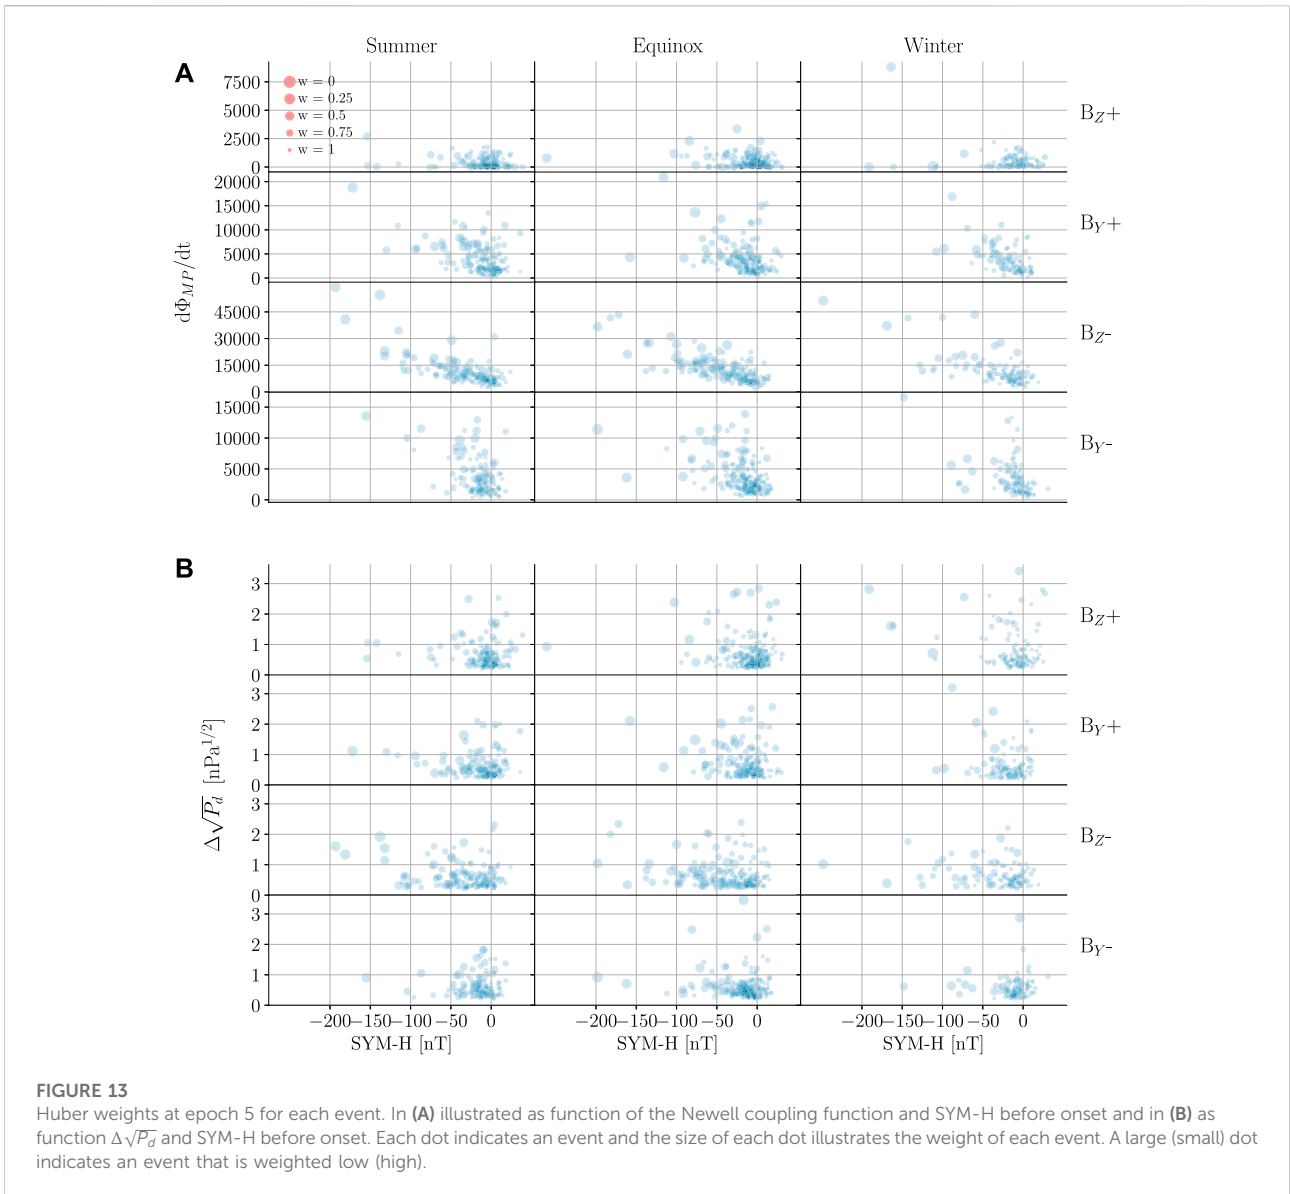 Summer Equinox Winter
A
7500
5000
2500
0
w = 0
w = 0.25
w = 0.5
w = 0.75
w = 1
B_Z+
20000
15000
10000
5000
0
B_Y+
dΦ_MP/dt
45000
30000
15000
0
B_Z-
15000
10000
5000
0
B_Y-
B
3
2
1
0
B_Z+
3
2
1
0
B_Y+
Δ√P_d [nPa^1/2]
3
2
1
0
B_Z-
3
2
1
0
B_Y-
−200 −150 −100 −50 0 −200 −150 −100 −50 0 −200 −150 −100 −50 0
SYM-H [nT] SYM-H [nT] SYM-H [nT]
FIGURE 13
Huber weights at epoch 5 for each event. In (A) illustrated as function of the Newell coupling function and SYM-H before onset and in (B) as
function Δ√P_d and SYM-H before onset. Each dot indicates an event and the size of each dot illustrates the weight of each event. A large (small) dot
indicates an event that is weighted low (high).